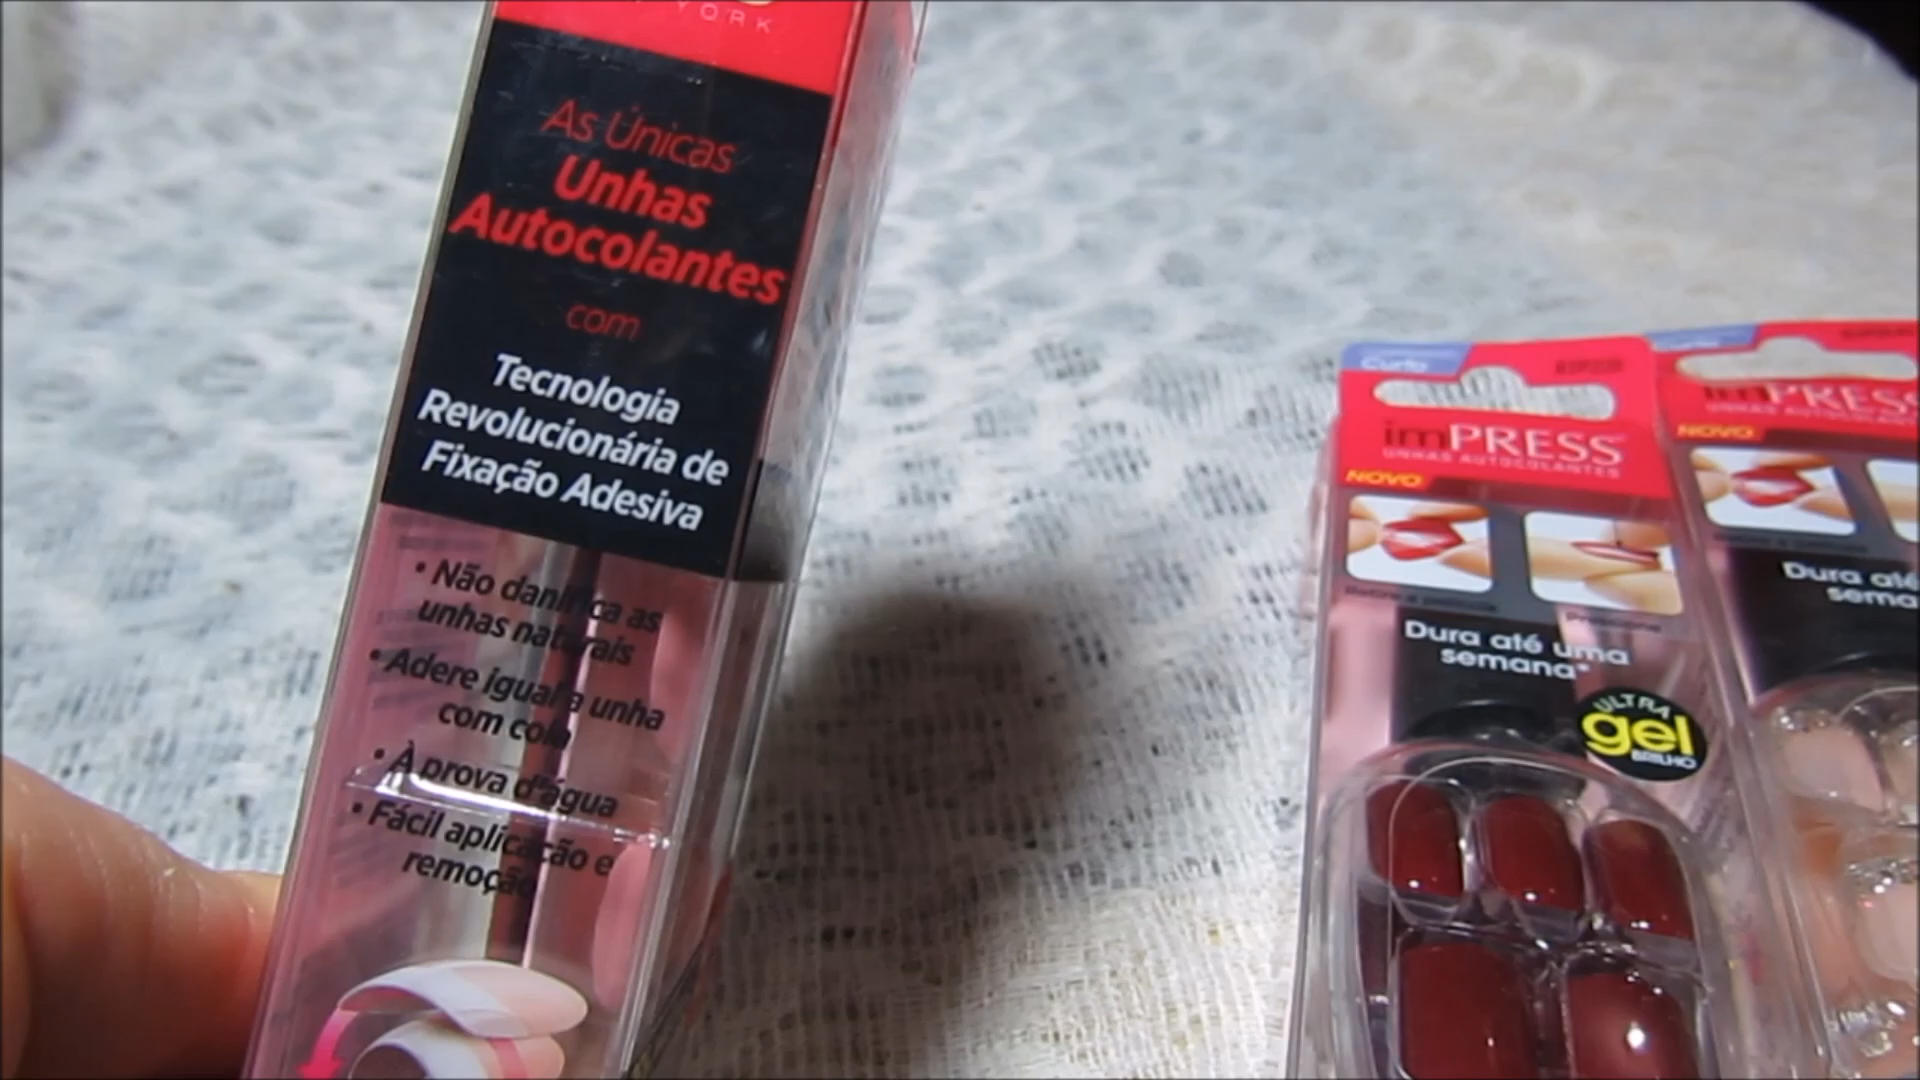 YORK
As Únicas
Unhas
Autocolantes
com
Tecnologia
Revolucionária de
Fixação Adesiva
• Não danifica as
unhas naturais
• Adere igual a unha
com cola
• À prova d'água
• Fácil aplicação e
remoção
Curto
imPRESS
UNHAS AUTOCOLANTES
NOVO
Dura até uma
semana*
ULTRA
gel
BRILHO
imPRESS
UNHAS AUTOCOLANTES
NOVO
Dura até